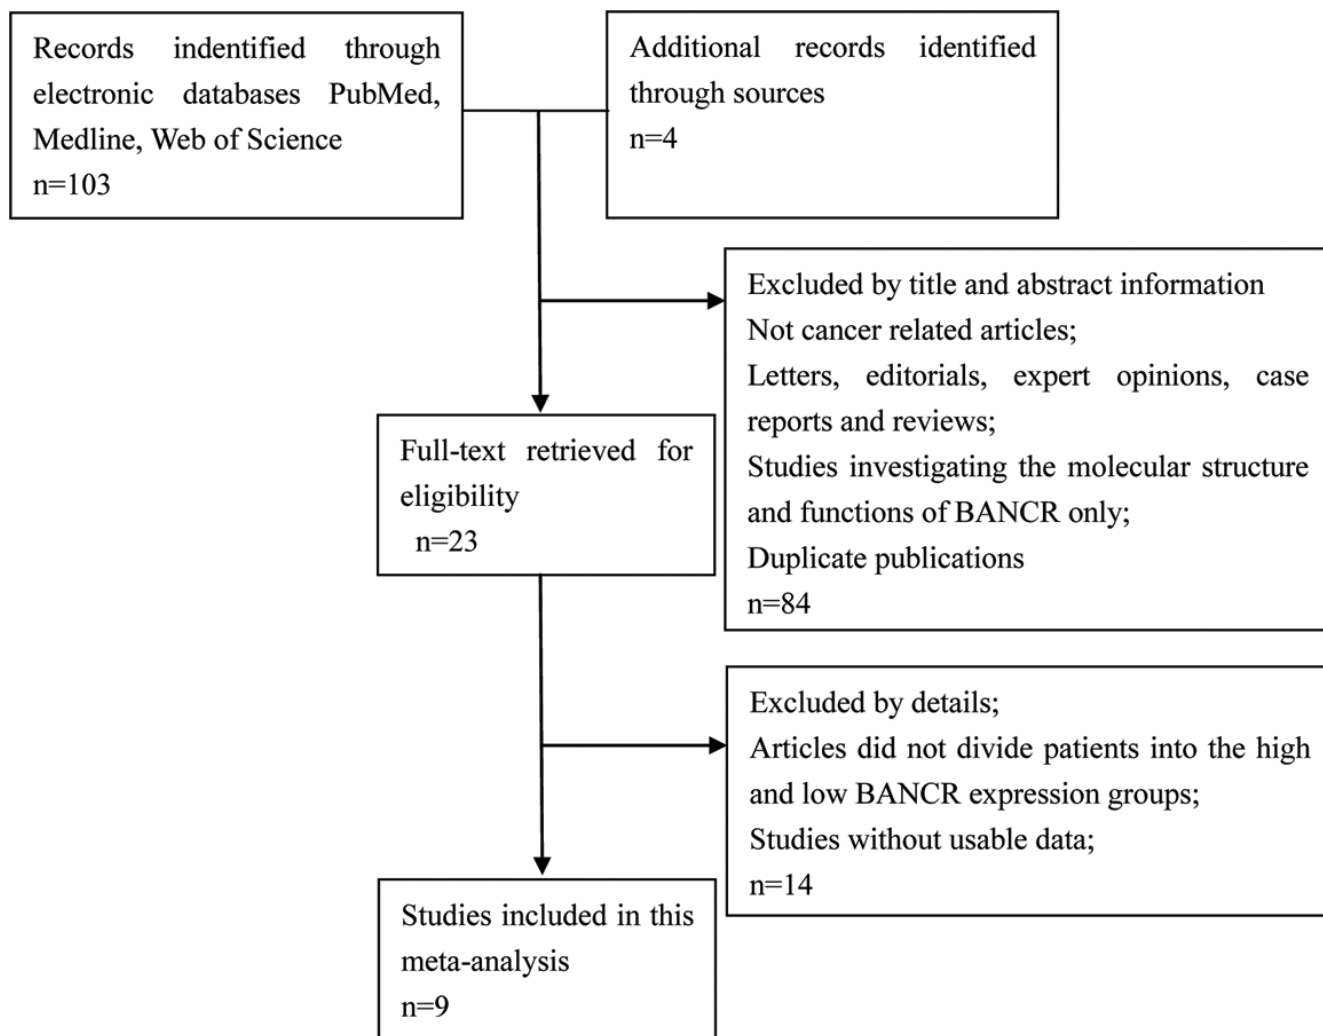 Records indentified through
electronic databases PubMed,
Medline, Web of Science
n=103
Additional records identified
through sources
n=4
Excluded by title and abstract information
Not cancer related articles;
Letters, editorials, expert opinions, case
reports and reviews;
Studies investigating the molecular structure
and functions of BANCR only;
Duplicate publications
n=84
Full-text retrieved for
eligibility
n=23
Excluded by details;
Articles did not divide patients into the high
and low BANCR expression groups;
Studies without usable data;
n=14
Studies included in this
meta-analysis
n=9